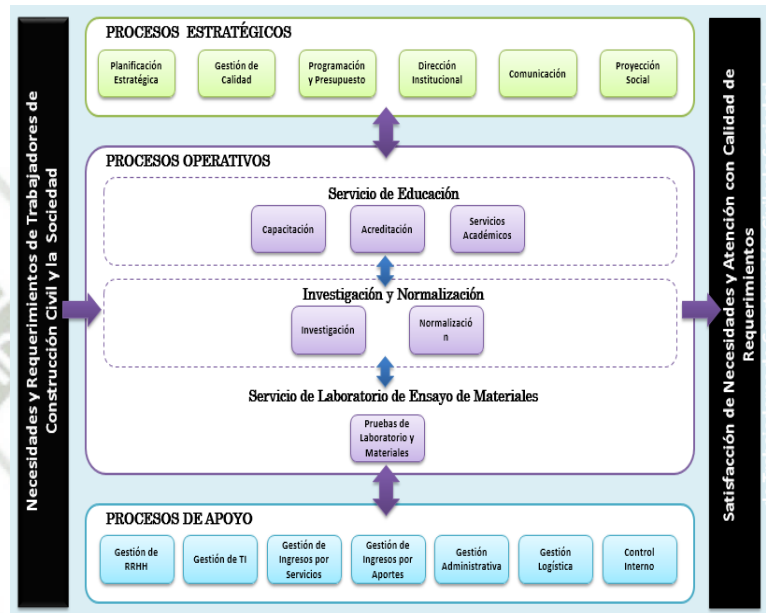 Necesidades y Requerimientos de Trabajadores de
Construcción Civil y la Sociedad
PROCESOS ESTRATÉGICOS
Planificación
Estratégica
Gestión de
Calidad
Programación
y Presupuesto
Dirección
Institucional
Comunicación
Proyección
Social
PROCESOS OPERATIVOS
Servicio de Educación
Capacitación
Acreditación
Servicios
Académicos
Investigación y Normalización
Investigación
Normalizació
n
Servicio de Laboratorio de Ensayo de Materiales
Pruebas de
Laboratorio y
Materiales
PROCESOS DE APOYO
Gestión de
RRHH
Gestión de TI
Gestión de
Ingresos por
Servicios
Gestión de
Ingresos por
Aportes
Gestión
Administrativa
Gestión
Logística
Control
Interno
Satisfacción de Necesidades y Atención con Calidad de
Requerimientos